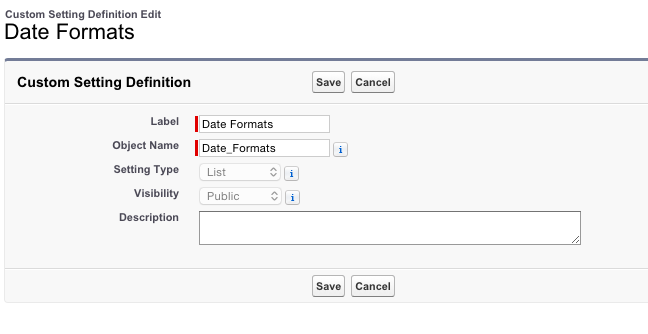 Custom Setting Definition Edit
Date Formats
Custom Setting Definition Save Cancel
Label Date Formats
Object Name Date_Formats i
Setting Type List i
Visibility Public i
Description
Save Cancel